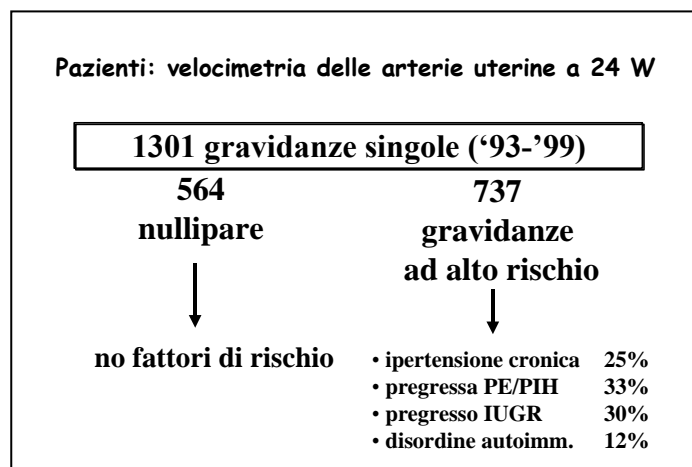 Pazienti: velocimetria delle arterie uterine a 24 W
1301 gravidanze singole (‘93-’99)
564
nullipare
737
gravidanze
ad alto rischio
no fattori di rischio
• ipertensione cronica 25%
• pregressa PE/PIH 33%
• pregresso IUGR 30%
• disordine autoimm. 12%